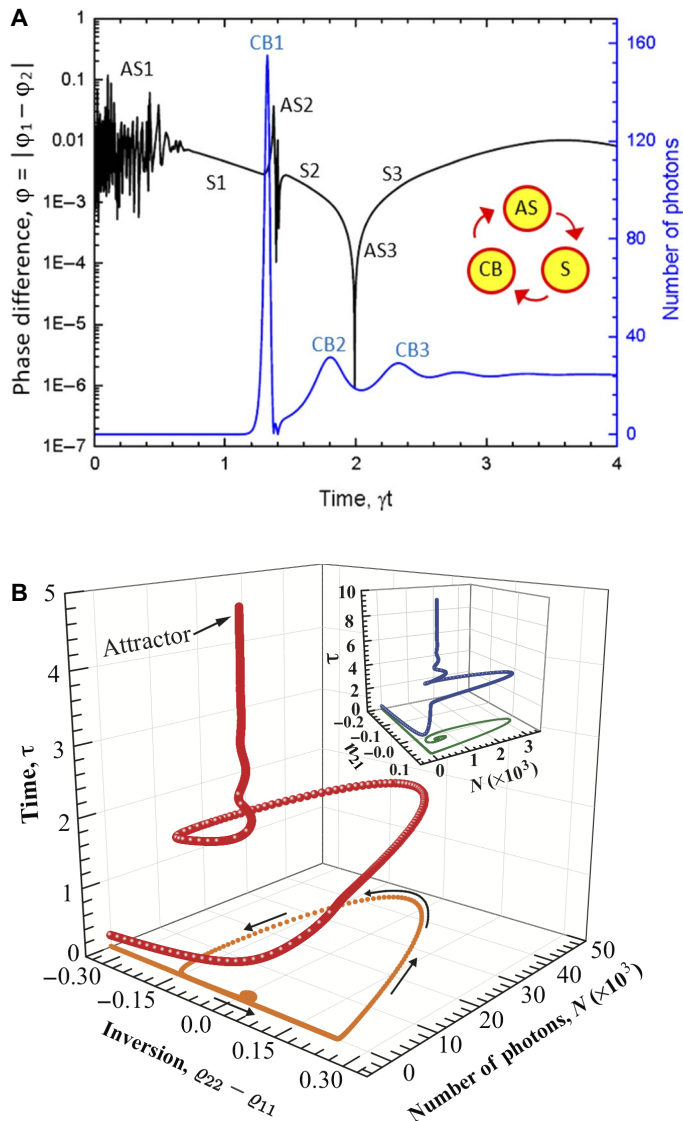 A
Phase difference, φ = | φ₁ − φ₂ |
1
0.1
0.01
1E−3
1E−4
1E−5
1E−6
1E−7
AS1
CB1
AS2
S1
S2
S3
AS3
CB2
CB3
AS
CB
S
160
120
80
40
0
Number of photons
0
1
2
3
4
Time, γt
B
5
4
3
2
1
0
Time, τ
Attractor
10
8
6
4
2
0
τ
−0.2
−0.1
−0.0
0.1
n₂₁
0
1
2
3
N (×10³)
−0.30
−0.15
0.0
0.15
0.30
Inversion, ϱ₂₂ − ϱ₁₁
0
10
20
30
40
50
Number of photons, N (×10³)